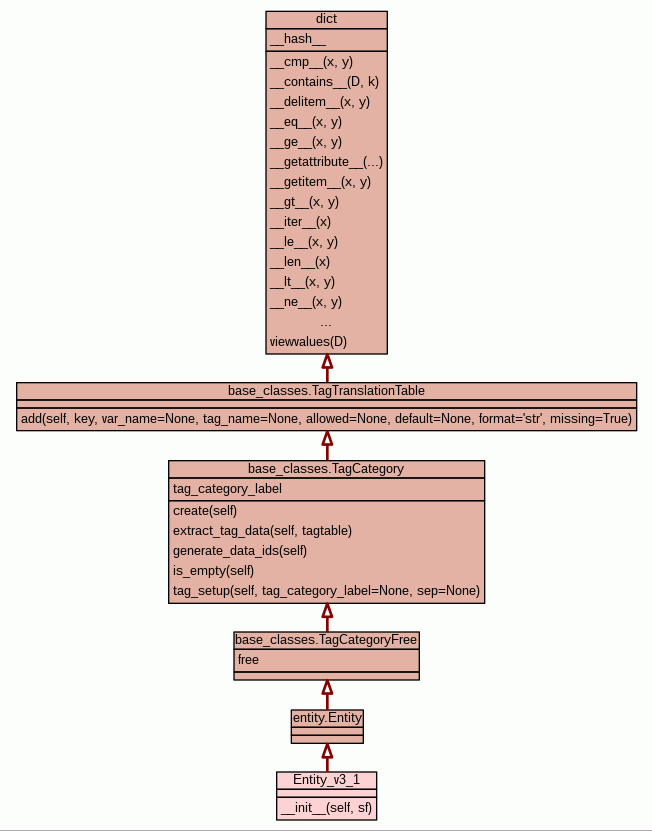 dict
__hash__
__cmp__(x, y)
__contains__(D, k)
__delitem__(x, y)
__eq__(x, y)
__ge__(x, y)
__getattribute__(...)
__getitem__(x, y)
__gt__(x, y)
__iter__(x)
__le__(x, y)
__len__(x)
__lt__(x, y)
__ne__(x, y)
...
viewvalues(D)
base_classes.TagTranslationTable
add(self, key, var_name=None, tag_name=None, allowed=None, default=None, format='str', missing=True)
base_classes.TagCategory
tag_category_label
create(self)
extract_tag_data(self, tagtable)
generate_data_ids(self)
is_empty(self)
tag_setup(self, tag_category_label=None, sep=None)
base_classes.TagCategoryFree
free
entity.Entity
Entity_v3_1
__init__(self, sf)